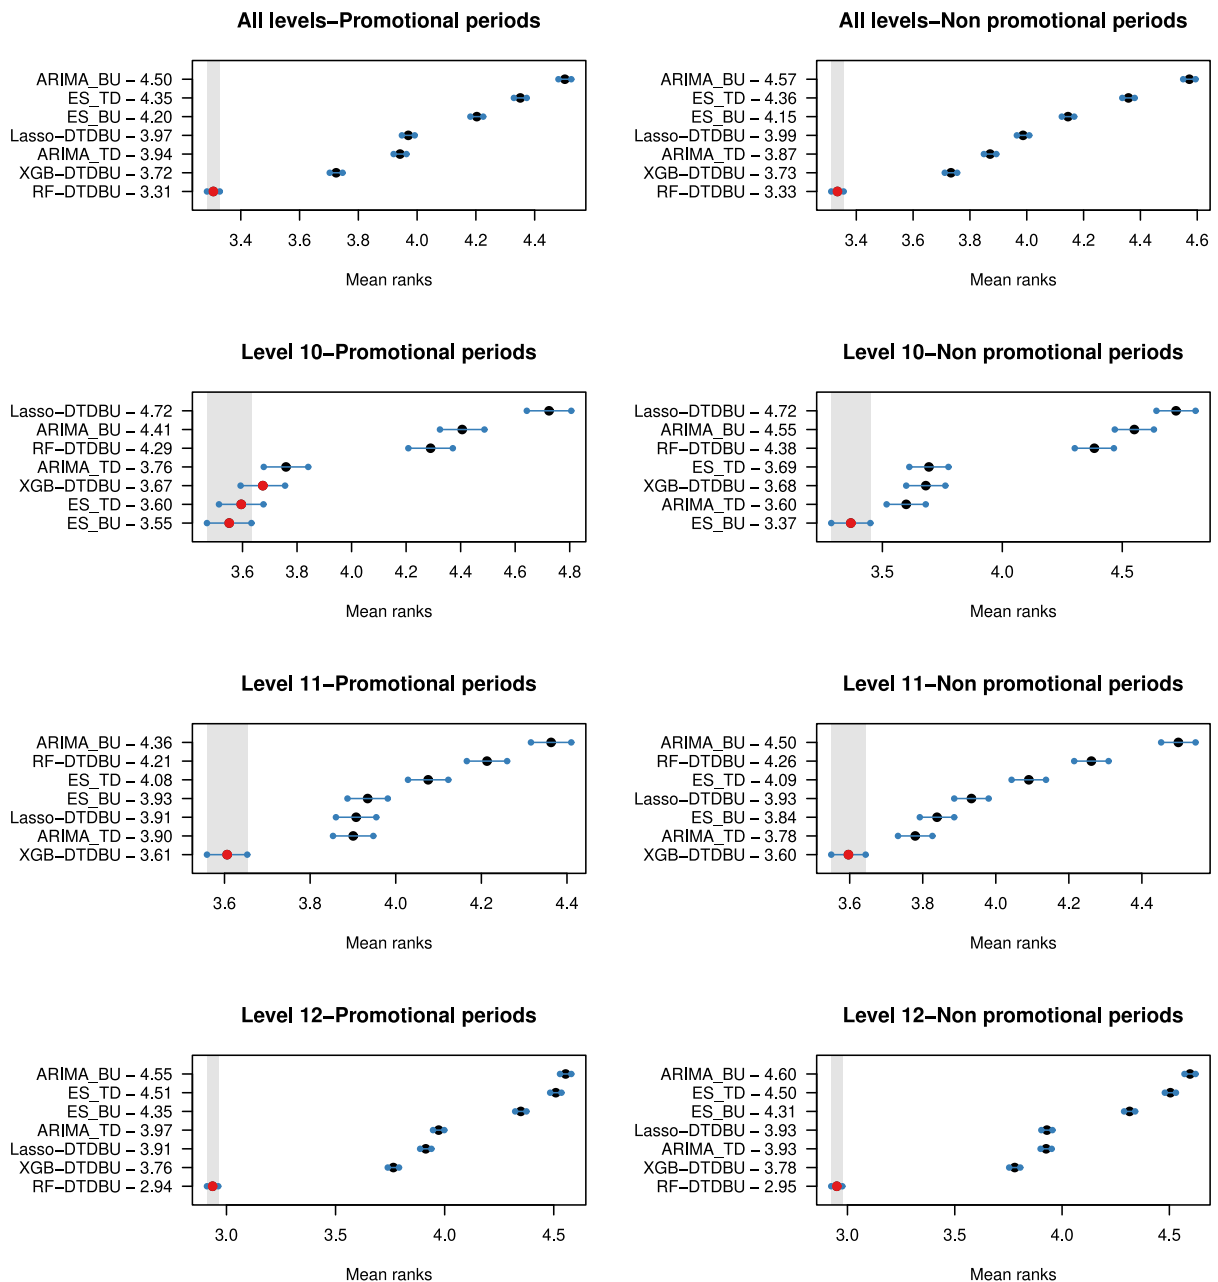 All levels–Promotional periods
ARIMA_BU – 4.50
ES_TD – 4.35
ES_BU – 4.20
Lasso–DTDBU – 3.97
ARIMA_TD – 3.94
XGB–DTDBU – 3.72
RF–DTDBU – 3.31
3.4 3.6 3.8 4.0 4.2 4.4
Mean ranks
All levels–Non promotional periods
ARIMA_BU – 4.57
ES_TD – 4.36
ES_BU – 4.15
Lasso–DTDBU – 3.99
ARIMA_TD – 3.87
XGB–DTDBU – 3.73
RF–DTDBU – 3.33
3.4 3.6 3.8 4.0 4.2 4.4 4.6
Mean ranks
Level 10–Promotional periods
Lasso–DTDBU – 4.72
ARIMA_BU – 4.41
RF–DTDBU – 4.29
ARIMA_TD – 3.76
XGB–DTDBU – 3.67
ES_TD – 3.60
ES_BU – 3.55
3.6 3.8 4.0 4.2 4.4 4.6 4.8
Mean ranks
Level 10–Non promotional periods
Lasso–DTDBU – 4.72
ARIMA_BU – 4.55
RF–DTDBU – 4.38
ES_TD – 3.69
XGB–DTDBU – 3.68
ARIMA_TD – 3.60
ES_BU – 3.37
3.5 4.0 4.5
Mean ranks
Level 11–Promotional periods
ARIMA_BU – 4.36
RF–DTDBU – 4.21
ES_TD – 4.08
ES_BU – 3.93
Lasso–DTDBU – 3.91
ARIMA_TD – 3.90
XGB–DTDBU – 3.61
3.6 3.8 4.0 4.2 4.4
Mean ranks
Level 11–Non promotional periods
ARIMA_BU – 4.50
RF–DTDBU – 4.26
ES_TD – 4.09
Lasso–DTDBU – 3.93
ES_BU – 3.84
ARIMA_TD – 3.78
XGB–DTDBU – 3.60
3.6 3.8 4.0 4.2 4.4
Mean ranks
Level 12–Promotional periods
ARIMA_BU – 4.55
ES_TD – 4.51
ES_BU – 4.35
ARIMA_TD – 3.97
Lasso–DTDBU – 3.91
XGB–DTDBU – 3.76
RF–DTDBU – 2.94
3.0 3.5 4.0 4.5
Mean ranks
Level 12–Non promotional periods
ARIMA_BU – 4.60
ES_TD – 4.50
ES_BU – 4.31
Lasso–DTDBU – 3.93
ARIMA_TD – 3.93
XGB–DTDBU – 3.78
RF–DTDBU – 2.95
3.0 3.5 4.0 4.5
Mean ranks